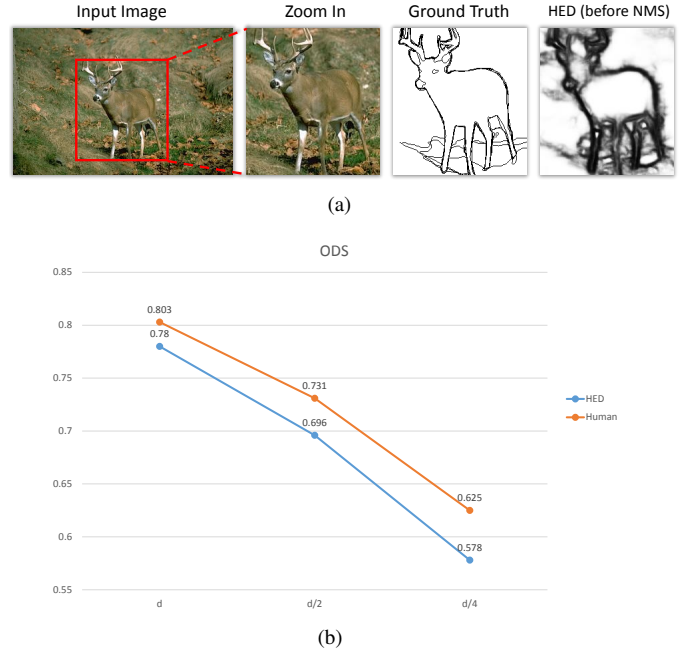 Input Image
Zoom In
Ground Truth
HED (before NMS)
(a)
ODS
0.85
0.8
0.75
0.7
0.65
0.6
0.55
0.803
0.78
0.731
0.696
0.625
0.578
HED
Human
d
d/2
d/4
(b)